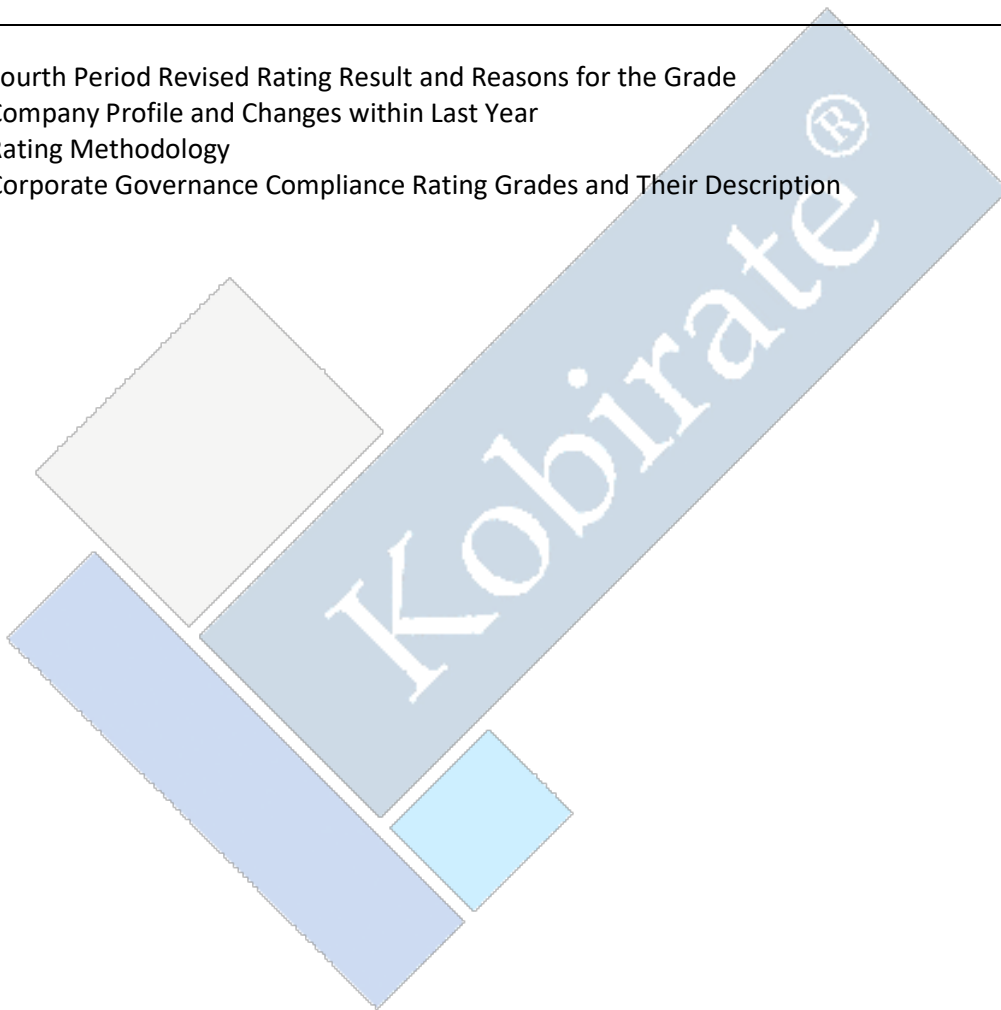 ourth Period Revised Rating Result and Reasons for the Grade
ompany Profile and Changes within Last Year
ating Methodology
orporate Governance Compliance Rating Grades and Their Description
Kobirate ®